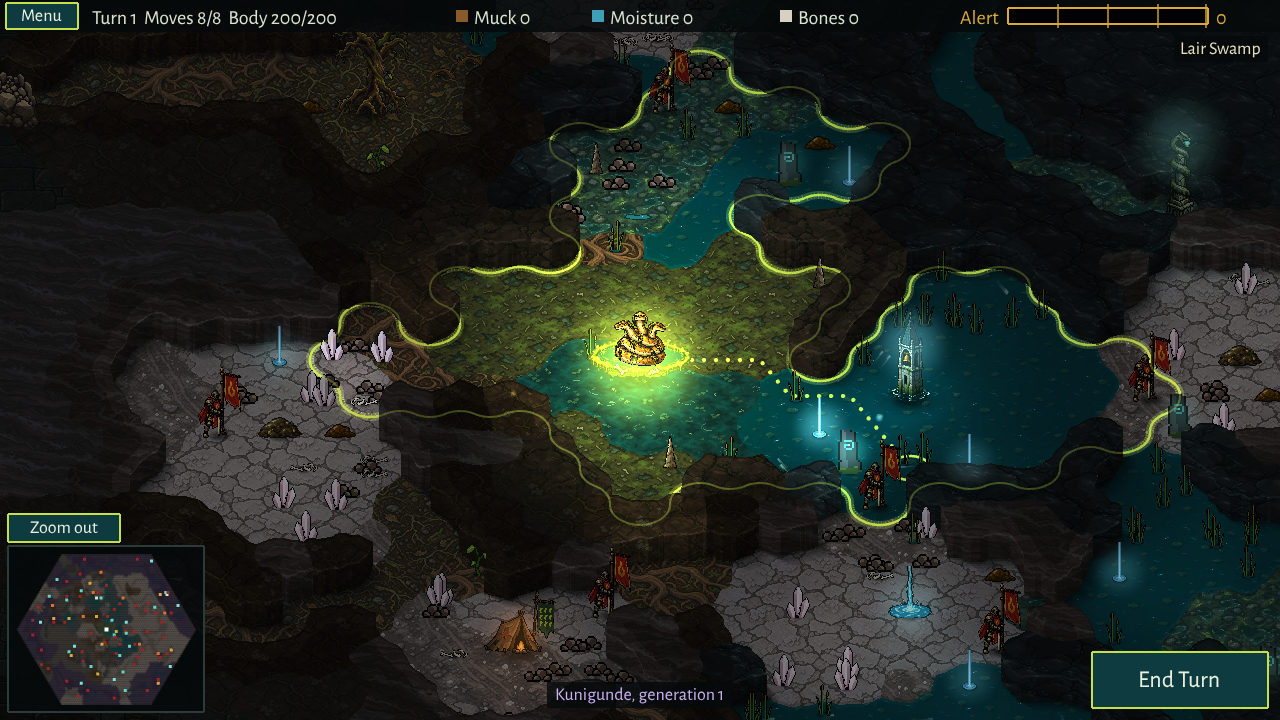 Menu
Turn 1 Moves 8/8 Body 200/200
Muck 0
Moisture 0
Bones 0
Alert 0
Lair Swamp
Zoom out
Kunigunde, generation 1
End Turn